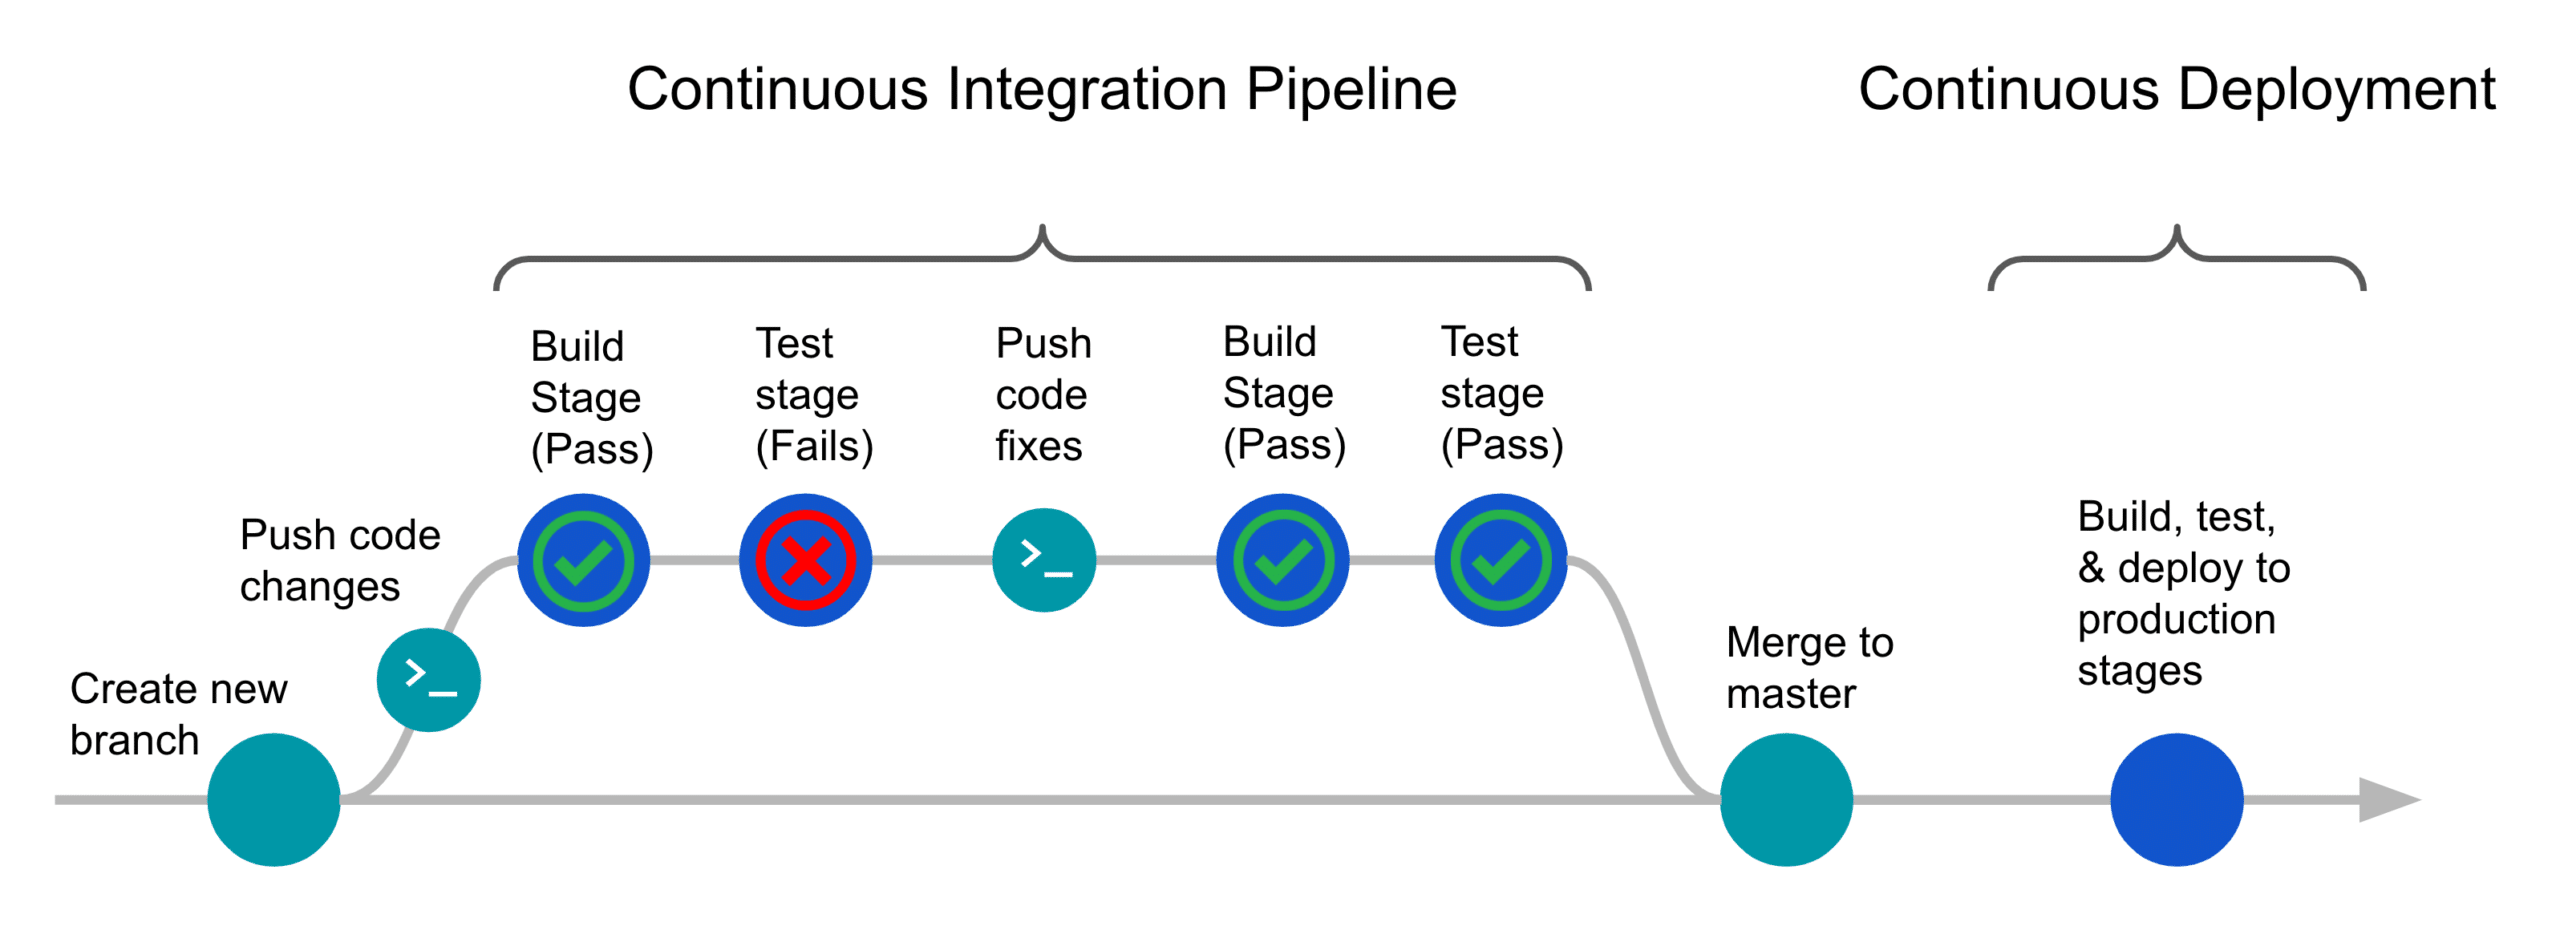 Continuous Integration Pipeline
Continuous Deployment
Build
Stage
(Pass)
Test
stage
(Fails)
Push
code
fixes
Build
Stage
(Pass)
Test
stage
(Pass)
Push code
changes
Create new
branch
Merge to
master
Build, test,
& deploy to
production
stages